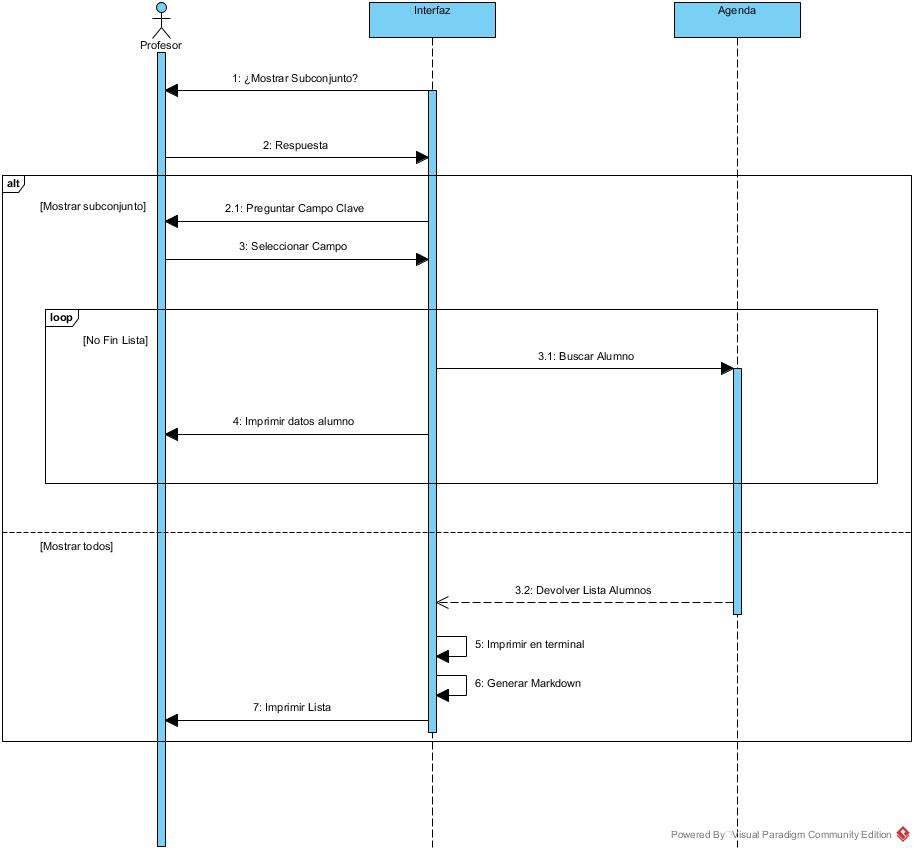 Profesor
Interfaz
Agenda
1: ¿Mostrar Subconjunto?
2: Respuesta
alt
[Mostrar subconjunto]
2.1: Preguntar Campo Clave
3: Seleccionar Campo
loop
[No Fin Lista]
3.1: Buscar Alumno
4: Imprimir datos alumno
[Mostrar todos]
3.2: Devolver Lista Alumnos
5: Imprimir en terminal
6: Generar Markdown
7: Imprimir Lista
Powered By Visual Paradigm Community Edition